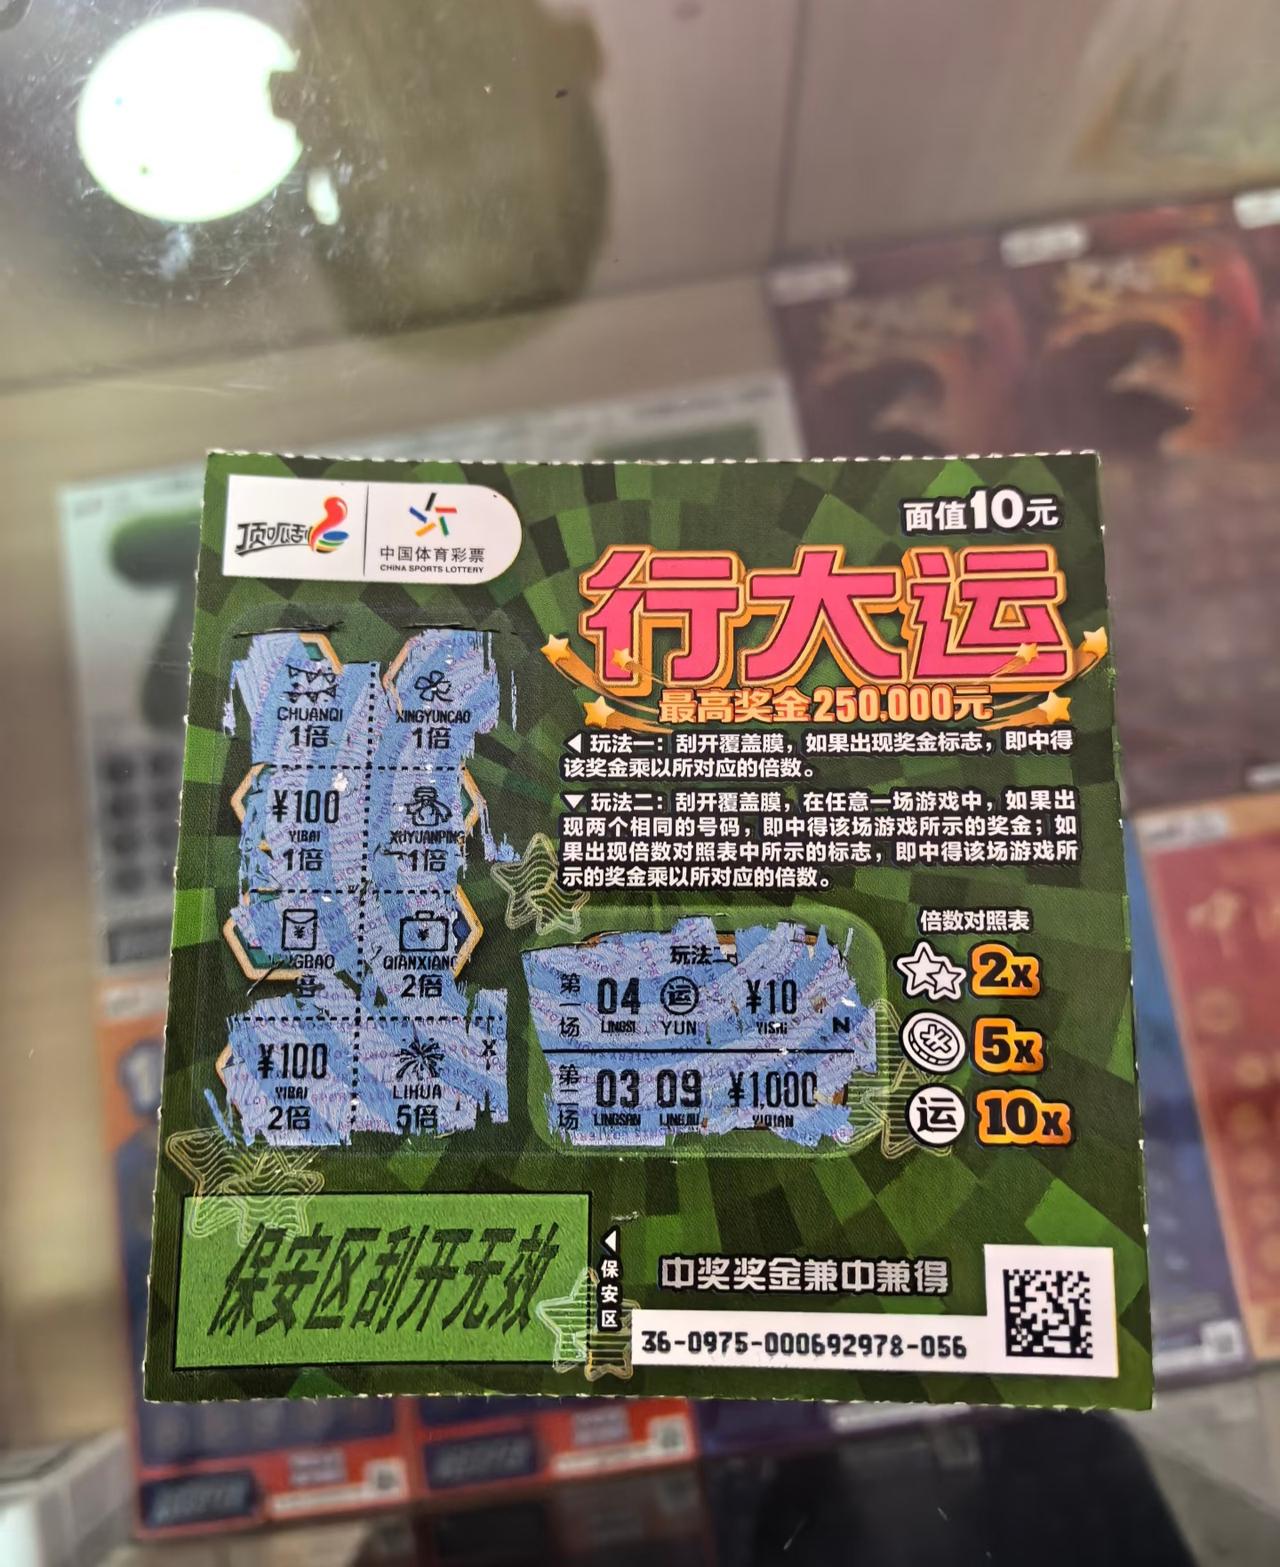 顶呱刮
中国体育彩票
CHINA SPORTS LOTTERY
面值10元
行大运
最高奖金250,000元
◀ 玩法一：刮开覆盖膜，如果出现奖金标志，即中得
该奖金乘以所对应的倍数。
▼ 玩法二：刮开覆盖膜，在任意一场游戏中，如果出
现两个相同的号码，即中得该场游戏所示的奖金；如
果出现倍数对照表中所示的标志，即中得该场游戏所
示的奖金乘以所对应的倍数。
CHUANQI
1倍
XINGYUNCAO
1倍
¥100
YIBAI
1倍
XUYUANPING
1倍
GBAO
倍
QIANXIANG
2倍
¥100
YIBAI
2倍
LIHUA
5倍
X
玩法二
第一场
04
LINGSI
运
YUN
¥10
YISHI
N
第二场
03
LINGSAN
09
LINGJIU
¥1,000
YIQIAN
倍数对照表
2x
5x
运
10x
保安区刮开无效
◀保安区
中奖奖金兼中兼得
36-0975-000692978-056